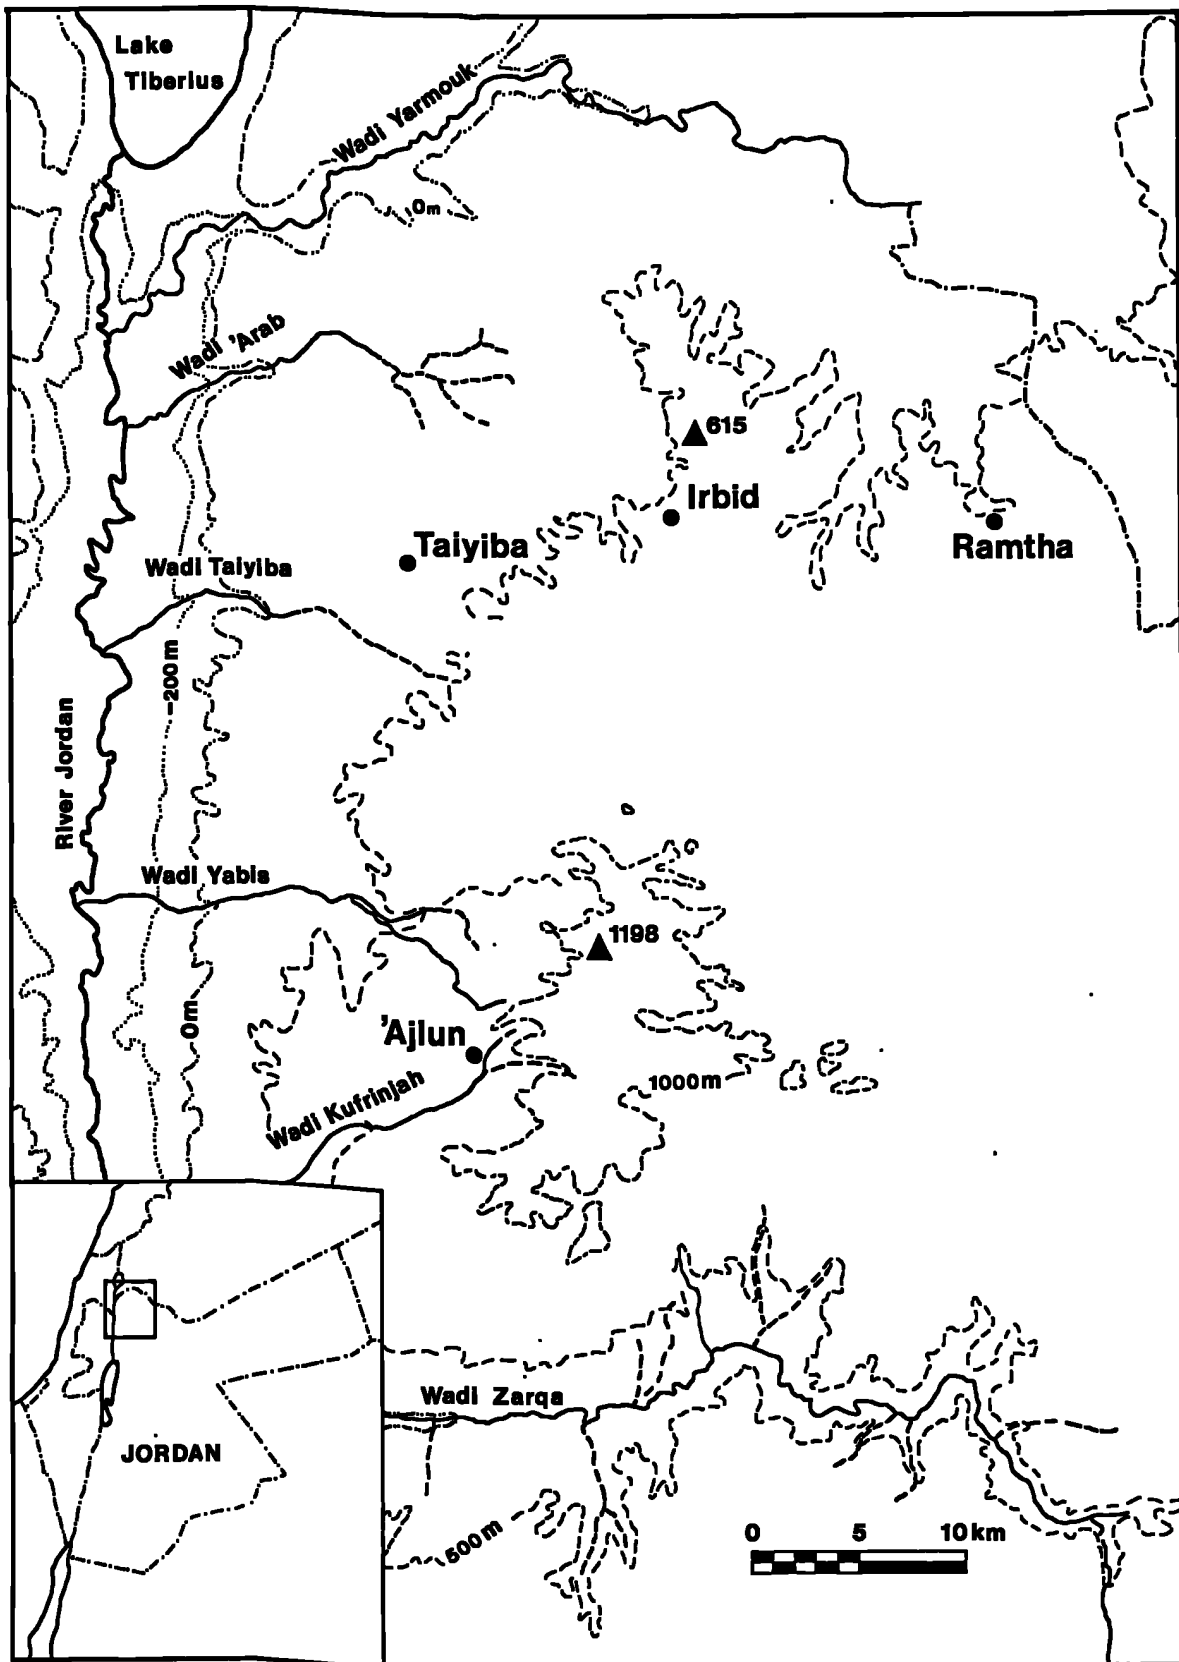 Lake
Tiberius
Wadi Yarmouk
0m
Wadi 'Arab
615
Irbid
Taiyiba
Ramtha
Wadi Taiyiba
-200m
River Jordan
Wadi Yabis
1198
0m
'Ajlun
1000m
Wadi Kufrinjah
Wadi Zarqa
JORDAN
500m
0 5 10km